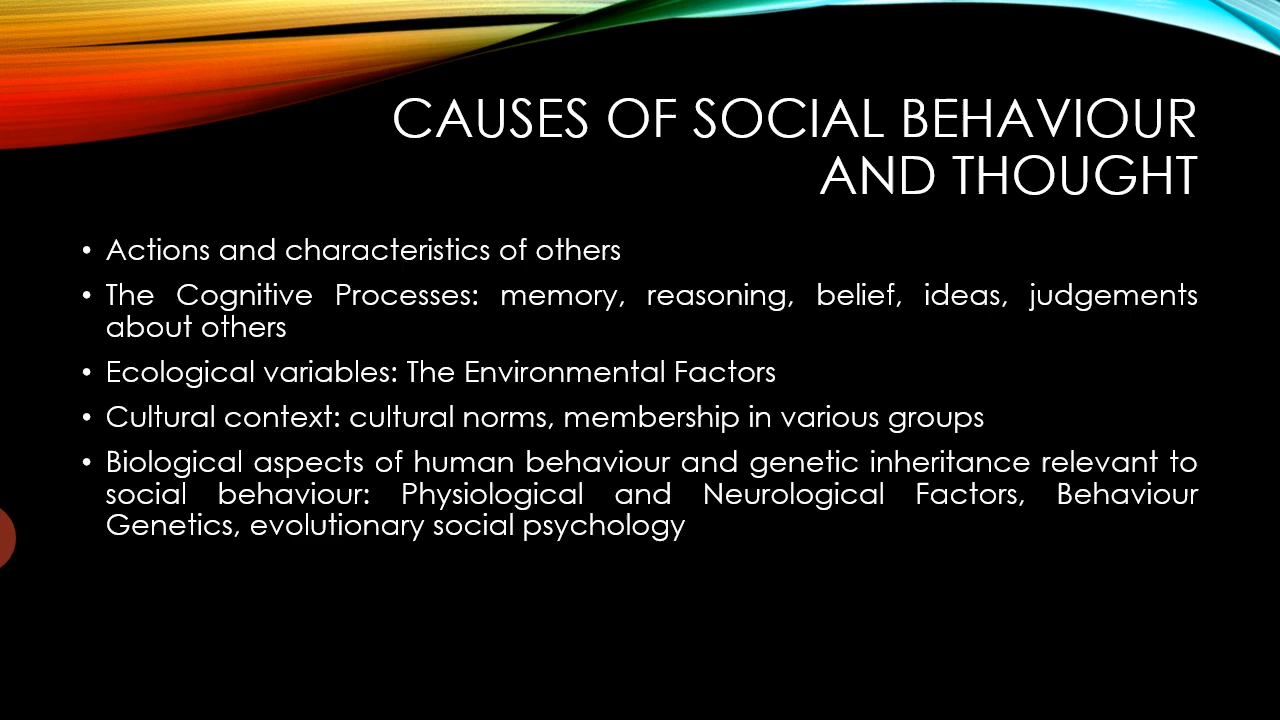 CAUSES OF SOCIAL BEHAVIOUR
AND THOUGHT
• Actions and characteristics of others
• The Cognitive Processes: memory, reasoning, belief, ideas, judgements
about others
• Ecological variables: The Environmental Factors
• Cultural context: cultural norms, membership in various groups
• Biological aspects of human behaviour and genetic inheritance relevant to
social behaviour: Physiological and Neurological Factors, Behaviour
Genetics, evolutionary social psychology